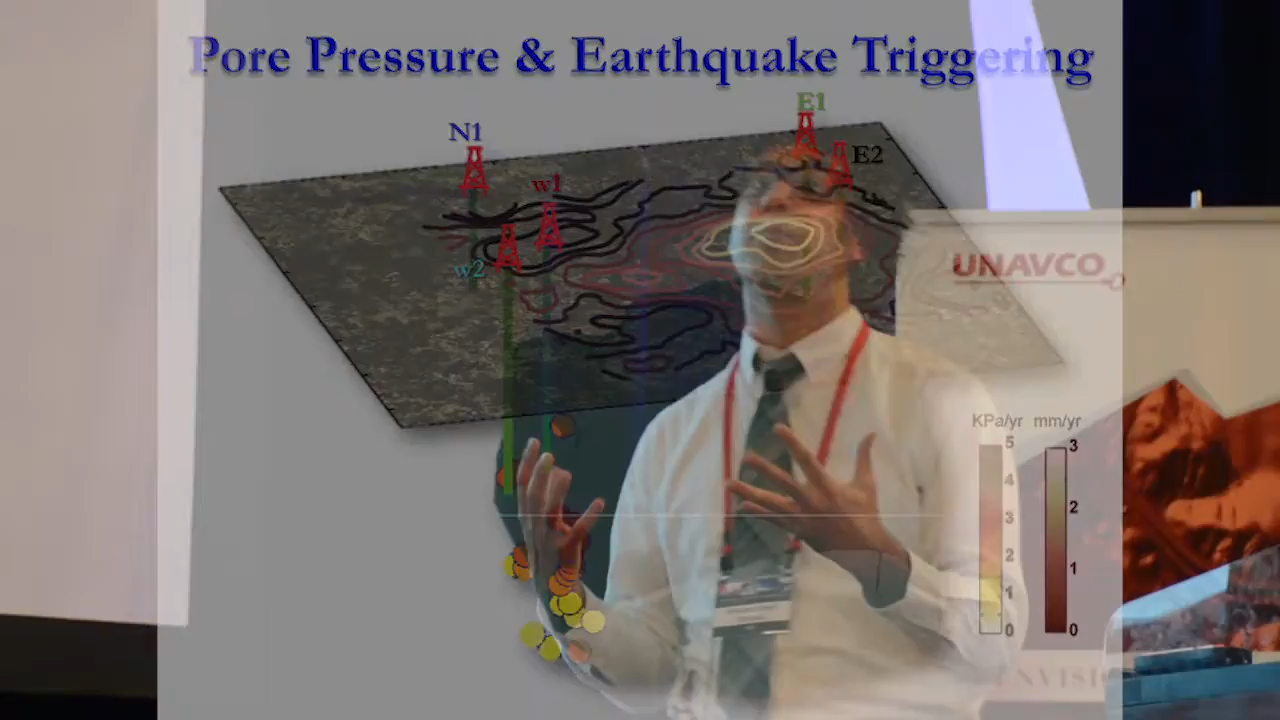 Pore Pressure & Earthquake Triggering
E1
N1
E2
w1
w2
UNAVCO
KPa/yr mm/yr
5
4
3
2
1
0
3
2
1
0